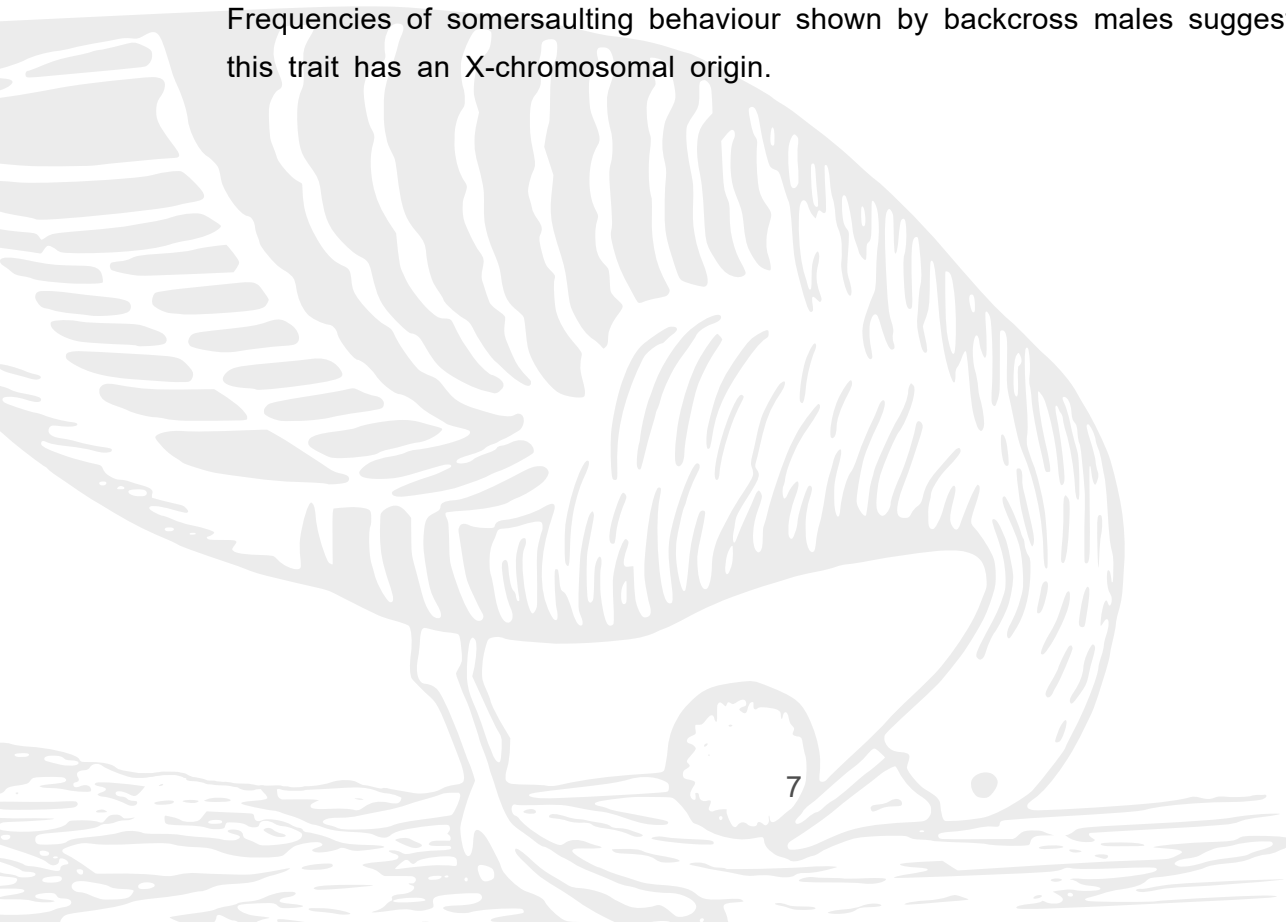 Frequencies of somersaulting behaviour shown by backcross males sugges
this trait has an X-chromosomal origin.
7